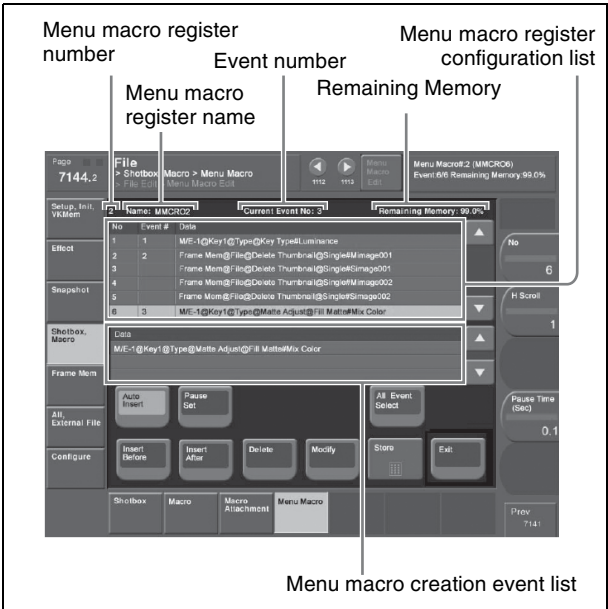 Menu macro register number
Event number
Menu macro register configuration list
Menu macro register name
Remaining Memory
Page
7144.2
File
> Shotbox, Macro > Menu Macro
> File Edit > Menu Macro Edit
1112
1113
Menu Macro Edit
Menu Macro#:2 (MMCRO6)
Event:6/6 Remaining Memory:99.0%
Setup, Init, VKMem
2
Name: MMCRO2
Current Event No: 3
Remaining Memory: 99.0%
No Event # Data
1 1 M/E-1@Key1@Type@Key Type#Luminance
2 2 Frame Mem@File@Delete Thumbnail@Single#Mimage001
3 Frame Mem@File@Delete Thumbnail@Single#Simage001
4 Frame Mem@File@Delete Thumbnail@Single#Mimage002
5 Frame Mem@File@Delete Thumbnail@Single#Simage002
6 3 M/E-1@Key1@Type@Matte Adjust@Fill Matte#Mix Color
Effect
Snapshot
Shotbox, Macro
Frame Mem
All, External File
Configure
No
6
H Scroll
1
Data
M/E-1@Key1@Type@Matte Adjust@Fill Matte#Mix Color
Auto Insert
Pause Set
All Event Select
Pause Time (Sec)
0.1
Insert Before
Insert After
Delete
Modify
Store
Exit
Shotbox
Macro
Macro Attachment
Menu Macro
Prev
7141
Menu macro creation event list